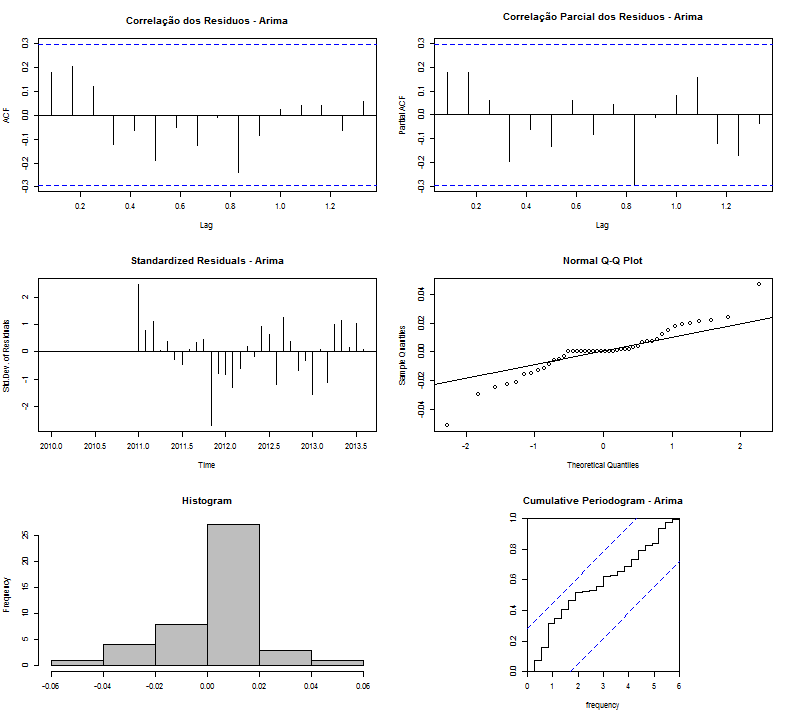 Correlação dos Residuos - Arima
ACF
0.3
0.2
0.1
0.0
-0.1
-0.2
-0.3
0.2 0.4 0.6 0.8 1.0 1.2
Lag
Correlação Parcial dos Residuos - Arima
Partial ACF
0.3
0.2
0.1
0.0
-0.1
-0.2
-0.3
0.2 0.4 0.6 0.8 1.0 1.2
Lag
Standardized Residuals - Arima
Std.Dev. of Residuals
2
1
0
-1
-2
2010.0 2010.5 2011.0 2011.5 2012.0 2012.5 2013.0 2013.5
Time
Normal Q-Q Plot
Sample Quantiles
0.04
0.02
0.00
-0.02
-0.04
-2 -1 0 1 2
Theoretical Quantiles
Histogram
Frequency
25
20
15
10
5
0
-0.06 -0.04 -0.02 0.00 0.02 0.04 0.06
Cumulative Periodogram - Arima
1.0
0.8
0.6
0.4
0.2
0.0
0 1 2 3 4 5 6
frequency